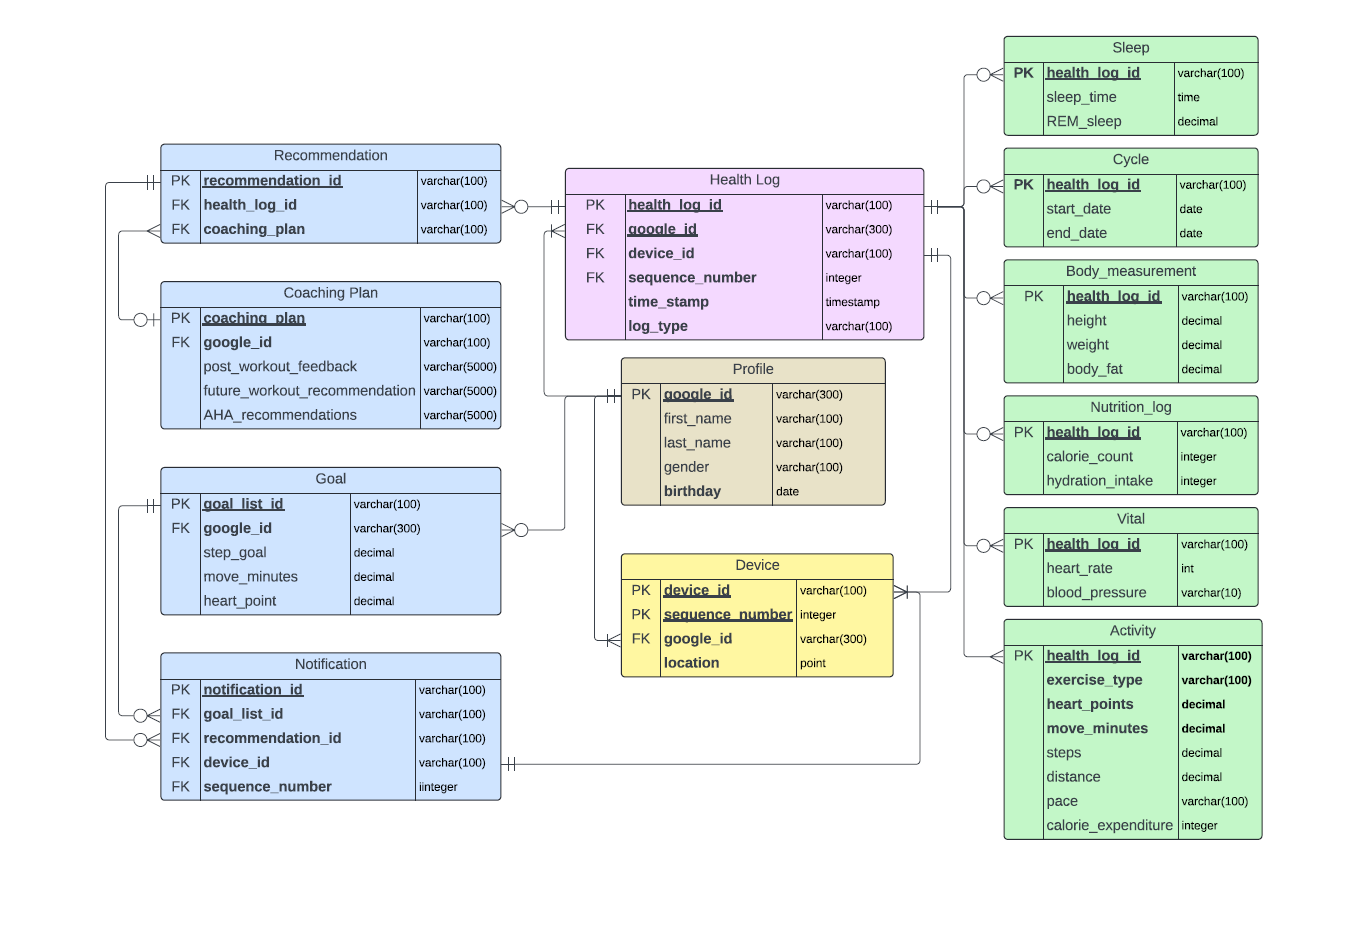 Recommendation
PK recommendation_id varchar(100)
FK health_log_id varchar(100)
FK coaching_plan varchar(100)
Coaching Plan
PK coaching_plan varchar(100)
FK google_id varchar(100)
post_workout_feedback varchar(5000)
future_workout_recommendation varchar(5000)
AHA_recommendations varchar(5000)
Goal
PK goal_list_id varchar(100)
FK google_id varchar(300)
step_goal decimal
move_minutes decimal
heart_point decimal
Notification
PK notification_id varchar(100)
FK goal_list_id varchar(100)
FK recommendation_id varchar(100)
FK device_id varchar(100)
FK sequence_number iinteger
Health Log
PK health_log_id varchar(100)
FK google_id varchar(300)
FK device_id varchar(100)
FK sequence_number integer
time_stamp timestamp
log_type varchar(100)
Profile
PK google_id varchar(300)
first_name varchar(100)
last_name varchar(100)
gender varchar(100)
birthday date
Device
PK device_id varchar(100)
PK sequence_number integer
FK google_id varchar(300)
location point
Sleep
PK health_log_id varchar(100)
sleep_time time
REM_sleep decimal
Cycle
PK health_log_id varchar(100)
start_date date
end_date date
Body_measurement
PK health_log_id varchar(100)
height decimal
weight decimal
body_fat decimal
Nutrition_log
PK health_log_id varchar(100)
calorie_count integer
hydration_intake integer
Vital
PK health_log_id varchar(100)
heart_rate int
blood_pressure varchar(10)
Activity
PK health_log_id varchar(100)
exercise_type varchar(100)
heart_points decimal
move_minutes decimal
steps decimal
distance decimal
pace varchar(100)
calorie_expenditure integer